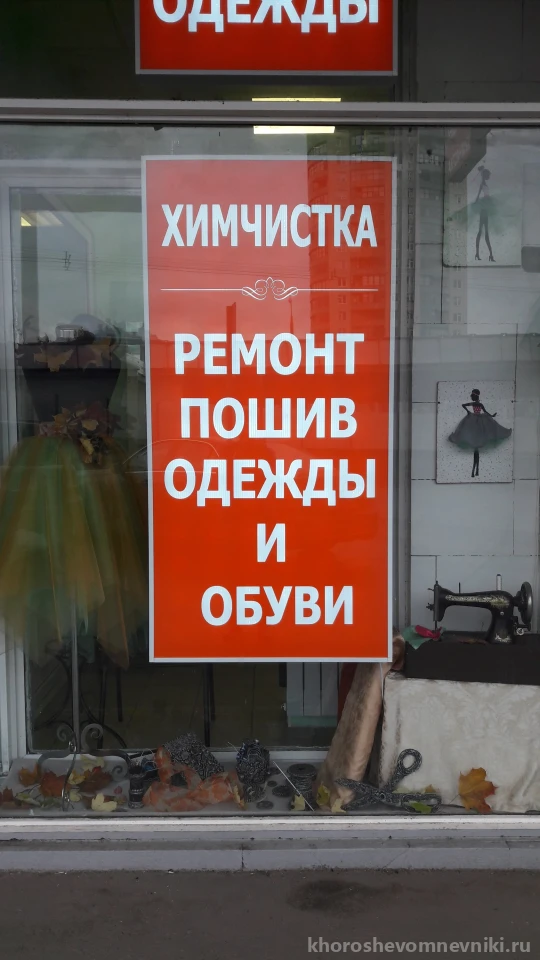 ОДЕЖДЫ
ХИМЧИСТКА
РЕМОНТ
ПОШИВ
ОДЕЖДЫ
И
ОБУВИ
khoroshevomnevniki.ru